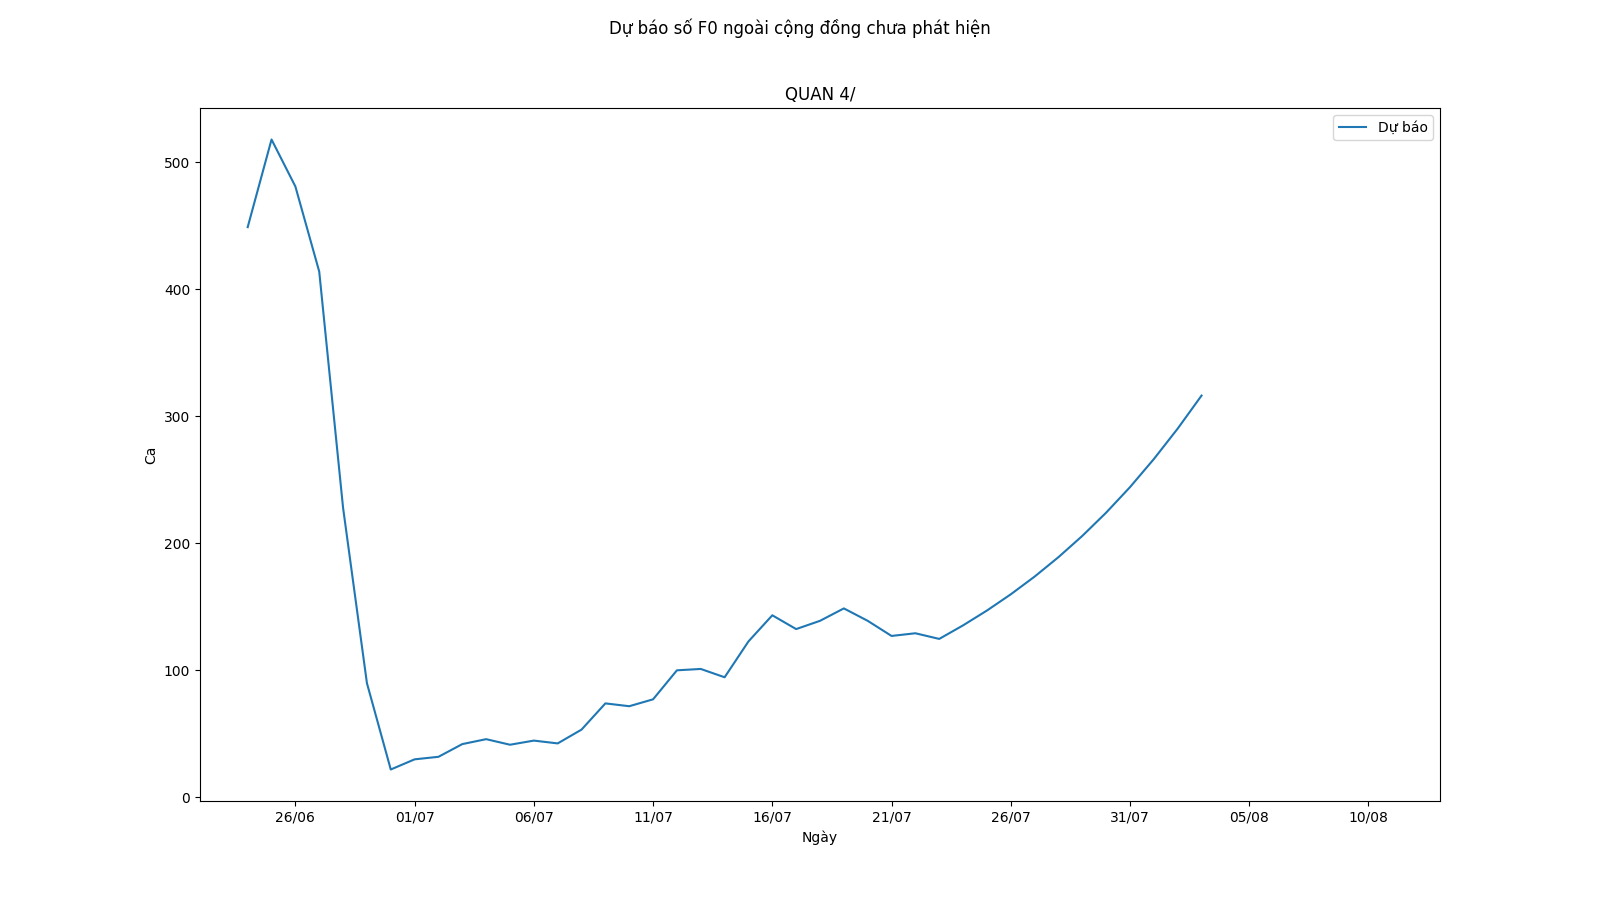 Dự báo số F0 ngoài cộng đồng chưa phát hiện
QUAN 4/
Dự báo
500
400
300
200
100
0
Ca
26/06 01/07 06/07 11/07 16/07 21/07 26/07 31/07 05/08 10/08
Ngày